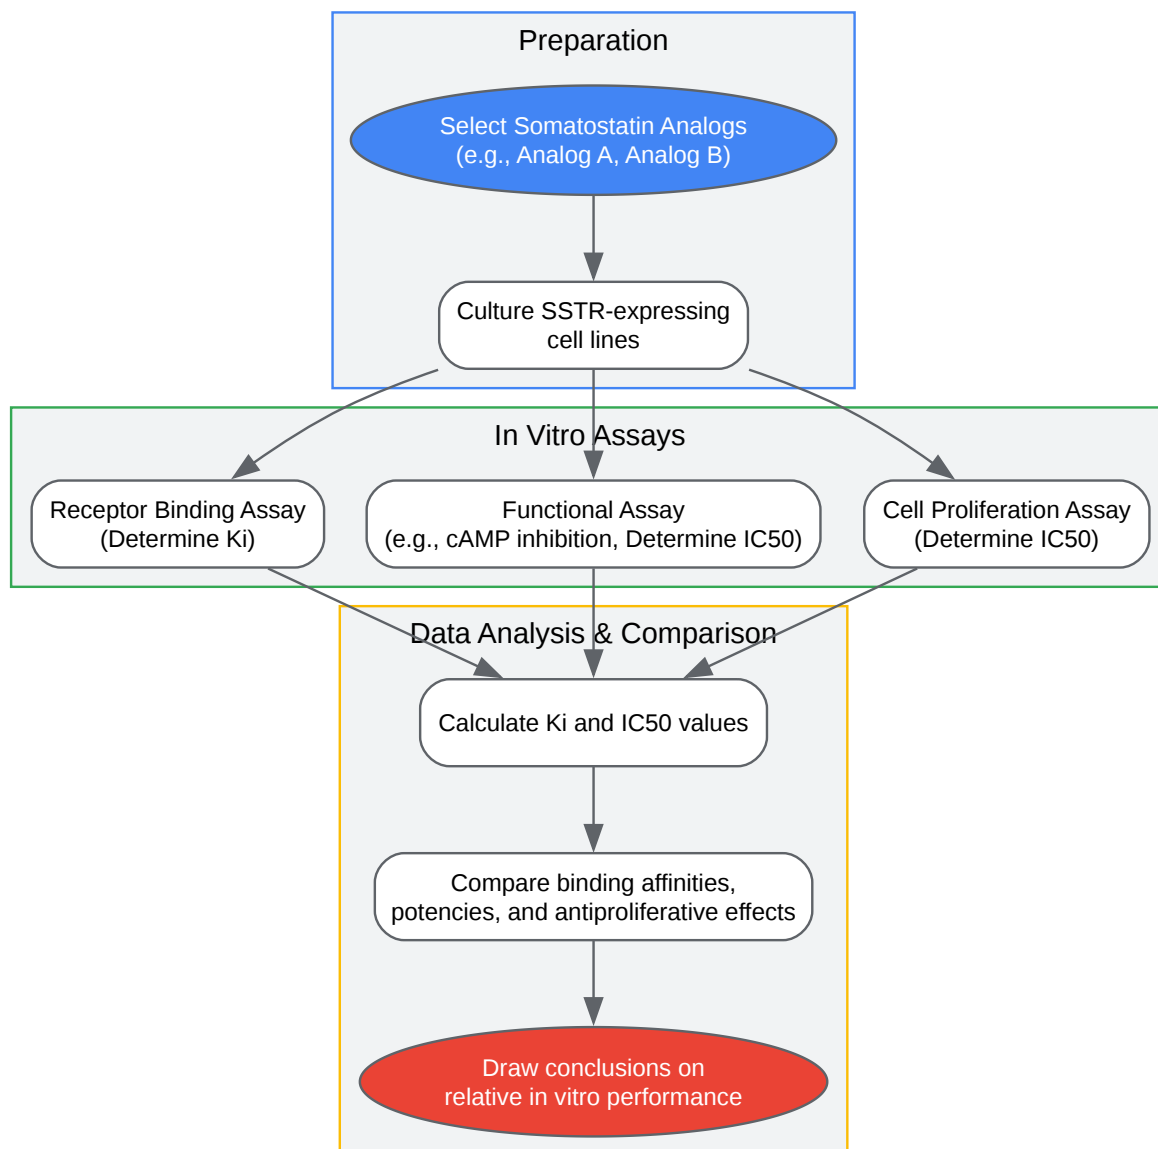 Preparation
Select Somatostatin Analogs
(e.g., Analog A, Analog B)
Culture SSTR-expressing
cell lines
In Vitro Assays
Receptor Binding Assay
(Determine Ki)
Functional Assay
(e.g., cAMP inhibition, Determine IC50)
Cell Proliferation Assay
(Determine IC50)
Data Analysis & Comparison
Calculate Ki and IC50 values
Compare binding affinities,
potencies, and antiproliferative effects
Draw conclusions on
relative in vitro performance